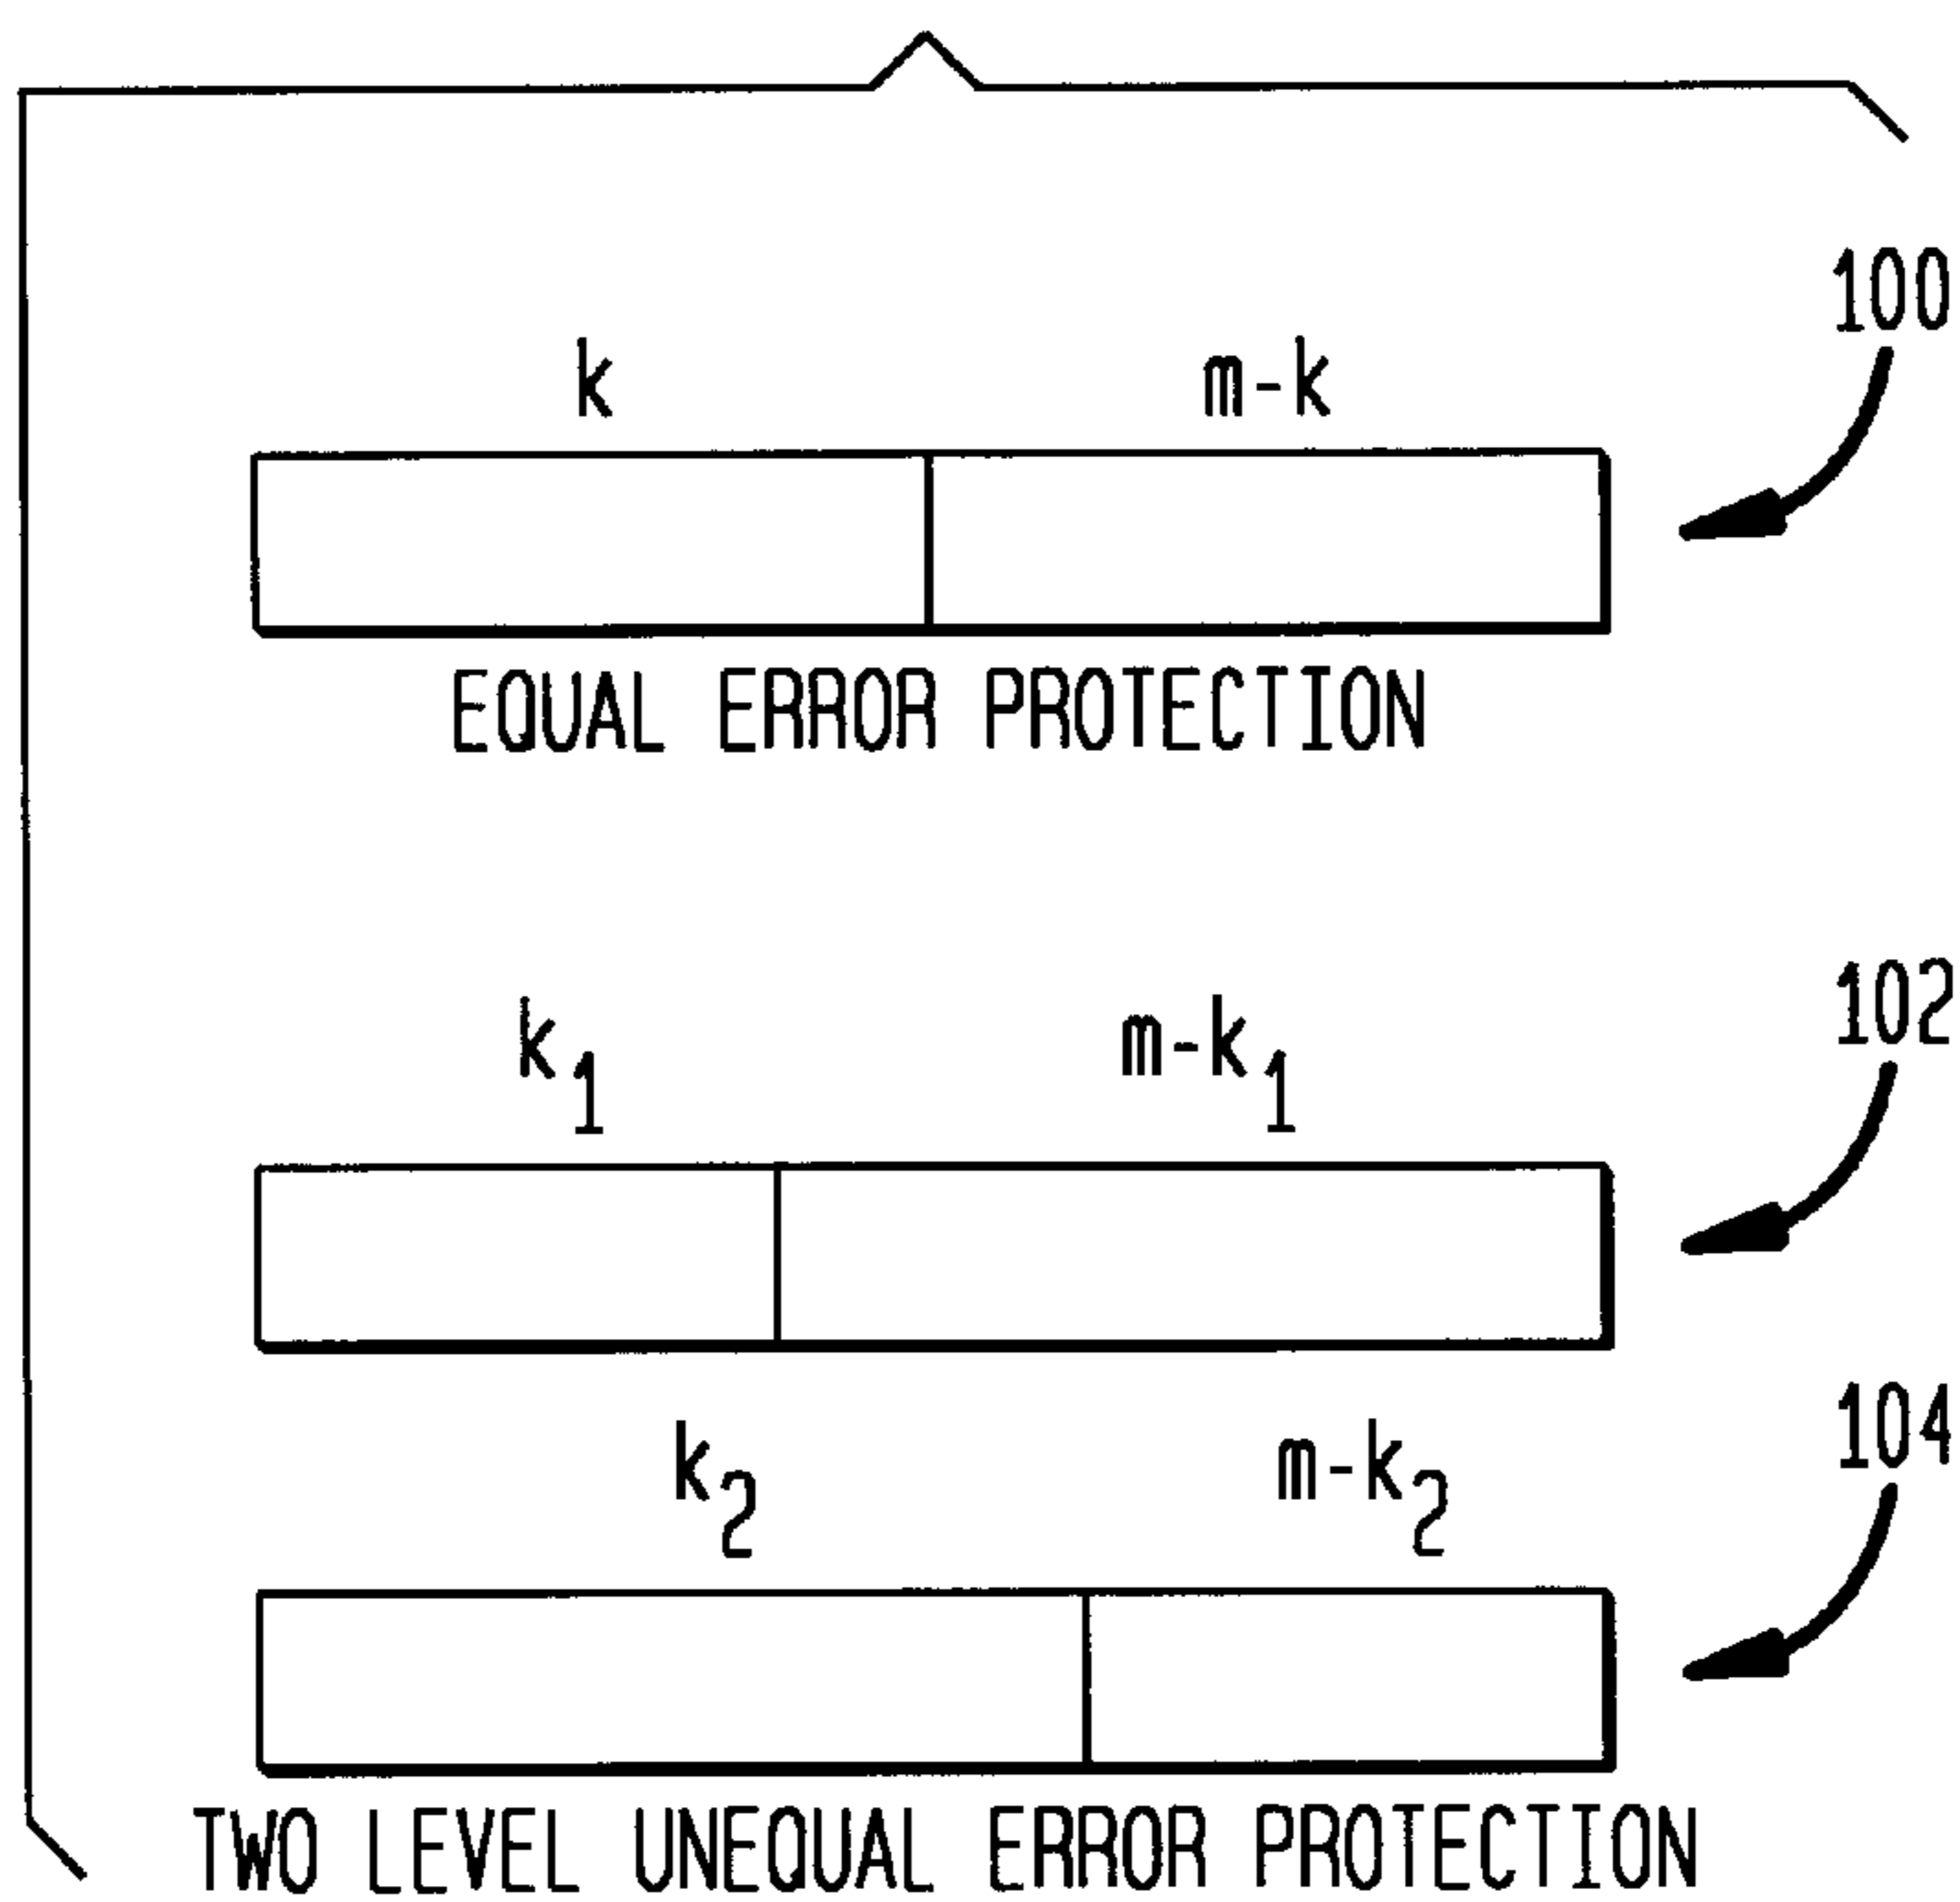 100
k m-k
EQUAL ERROR PROTECTION
102
k1 m-k1
104
k2 m-k2
TWO LEVEL UNEQUAL ERROR PROTECTION